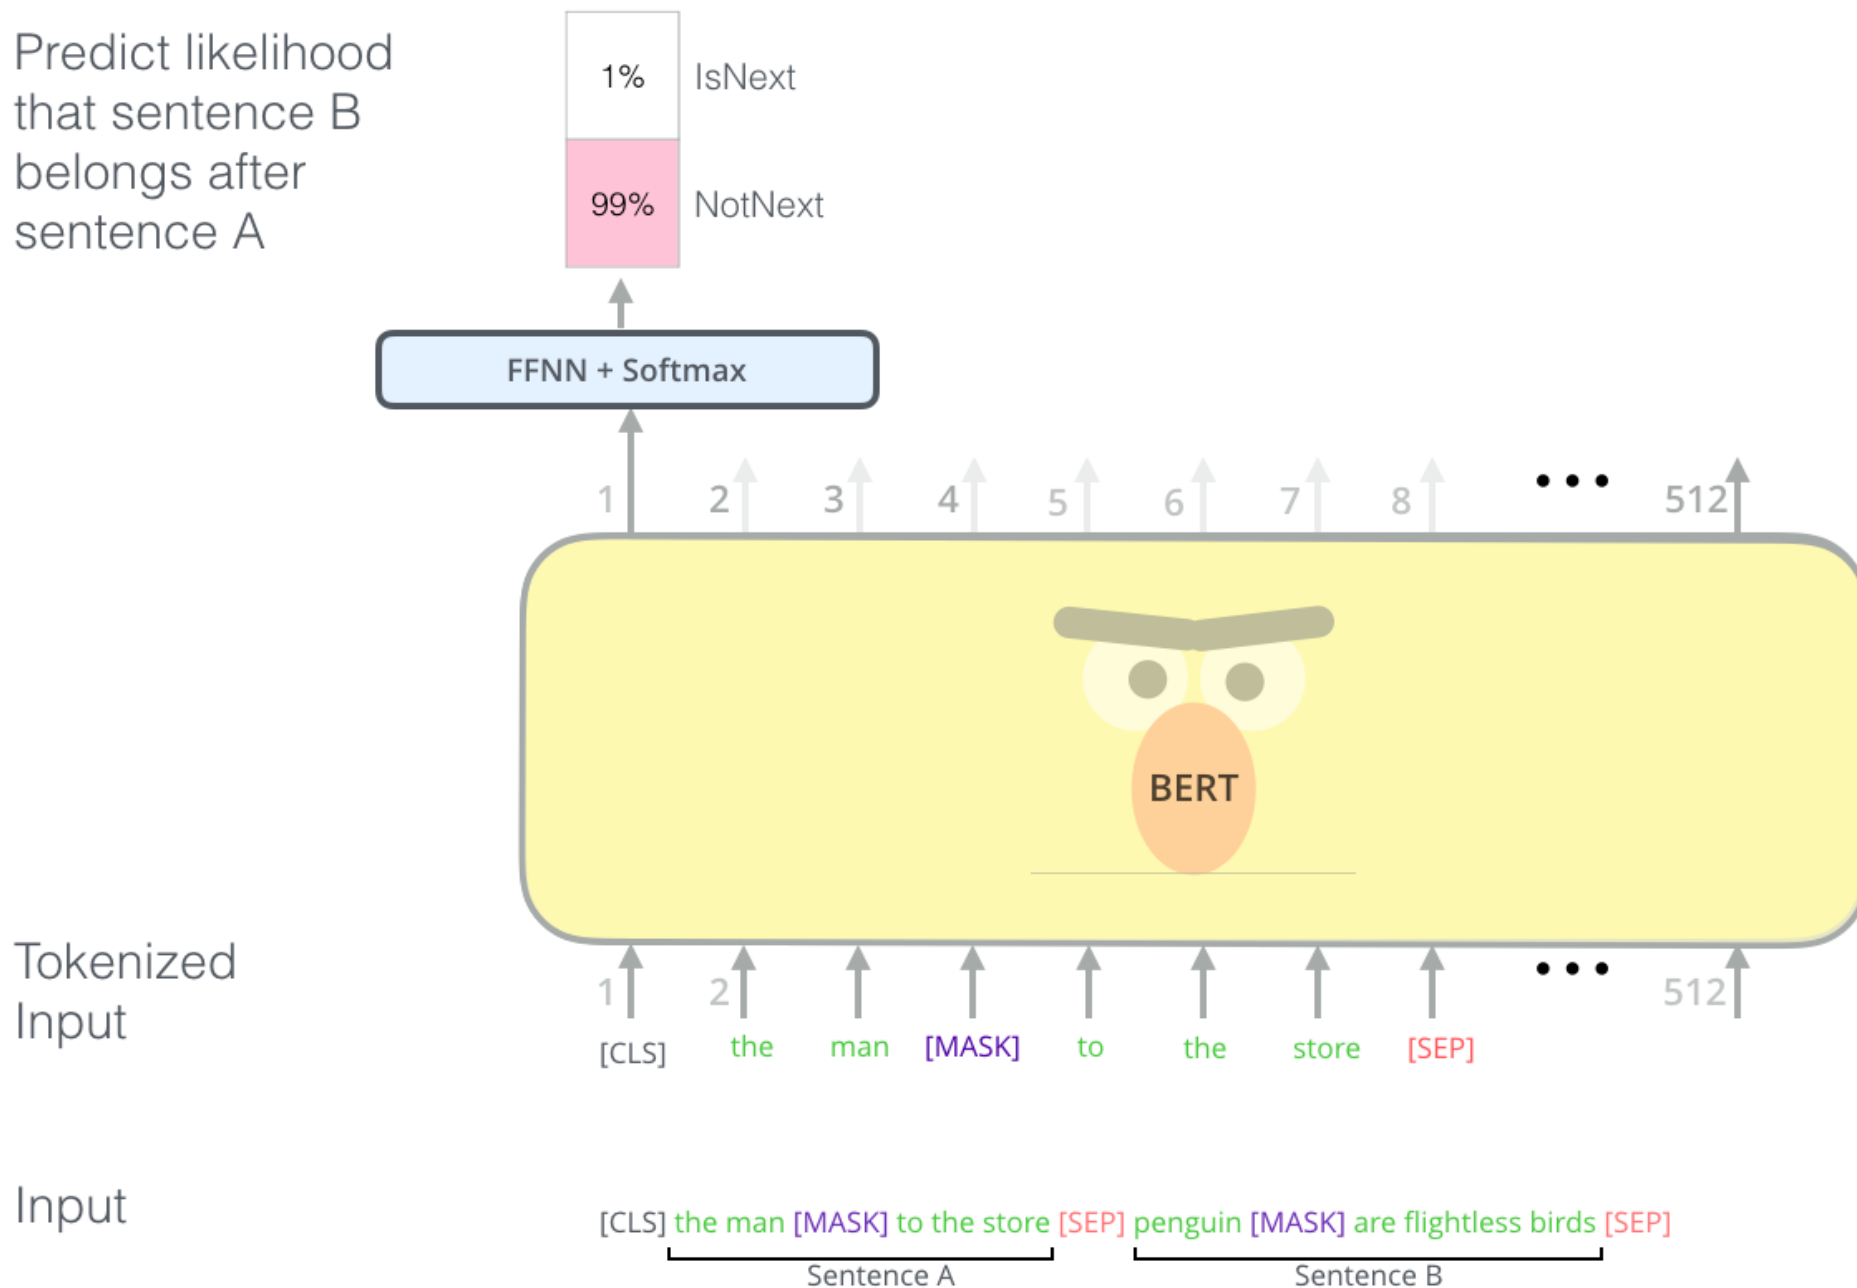 Predict likelihood
that sentence B
belongs after
sentence A
1% IsNext
99% NotNext
FFNN + Softmax
1 2 3 4 5 6 7 8 ••• 512
BERT
Tokenized
Input
1 2 ••• 512
[CLS] the man [MASK] to the store [SEP]
Input
[CLS] the man [MASK] to the store [SEP] penguin [MASK] are flightless birds [SEP]
Sentence A Sentence B